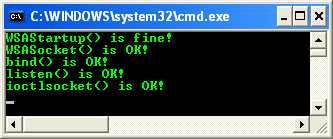 C:\WINDOWS\system32\cmd.exe
WSAStartup() is fine!
WSASocket() is OK!
bind() is OK!
listen() is OK!
ioctlsocket() is OK!